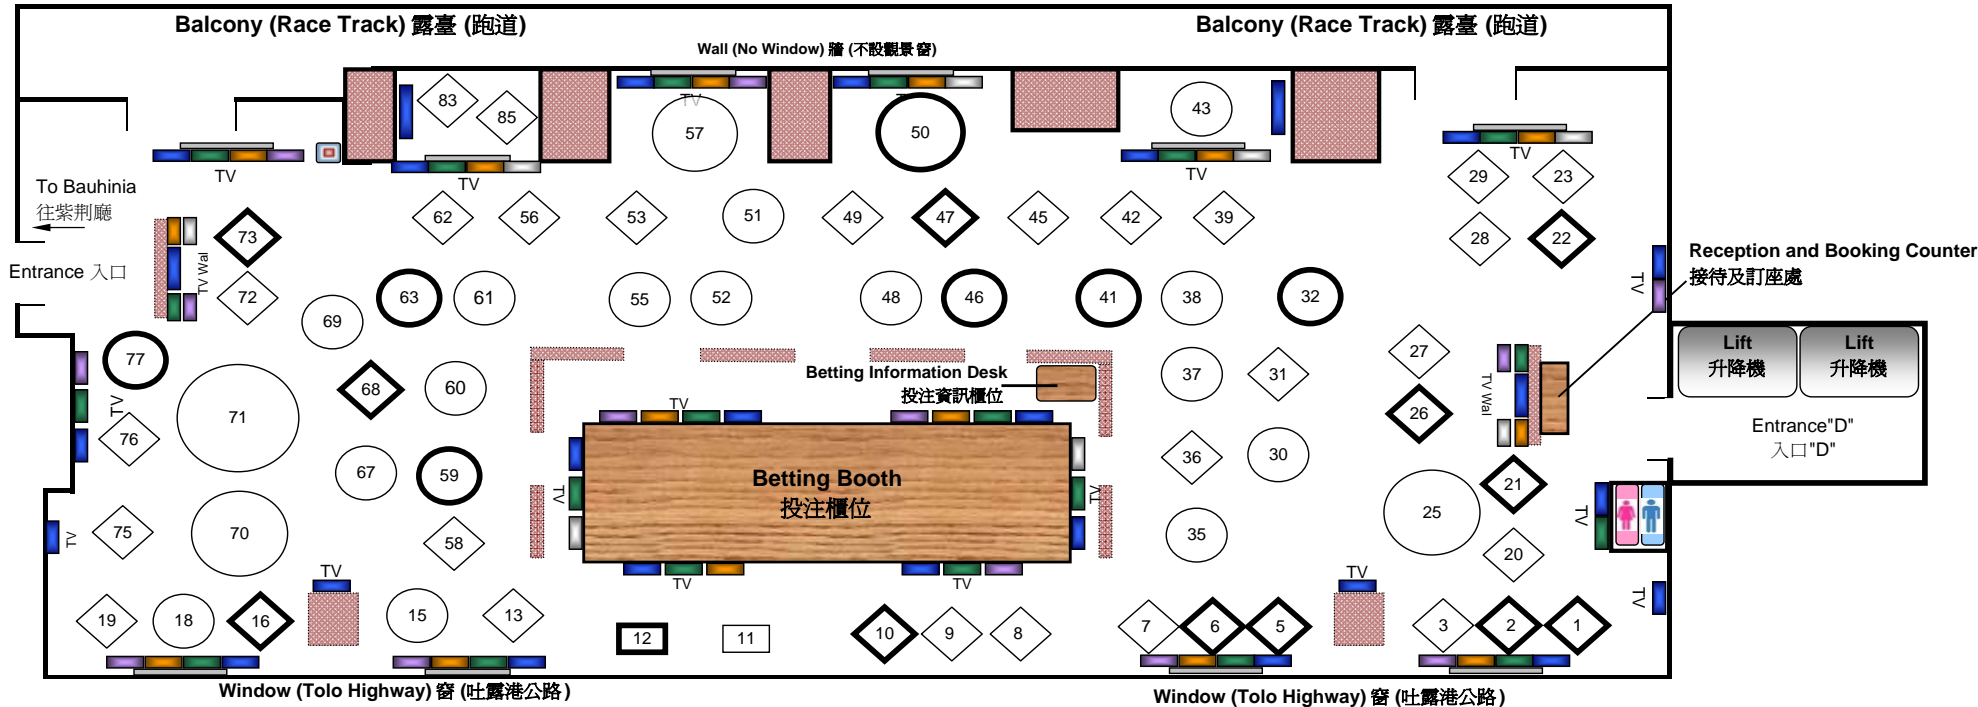 Balcony (Race Track) 露臺 (跑道)
Balcony (Race Track) 露臺 (跑道)
Wall (No Window) 牆 (不設觀景窗)
TV
TV
83
85
57
50
43
TV
TV
TV
TV
To Bauhinia
往紫荊廳
29
23
62
56
53
51
49
47
45
42
39
73
28
22
Entrance 入口
TV Wal
Reception and Booking Counter
接待及訂座處
TV
72
69
63
61
55
52
48
46
41
38
32
77
TV
68
60
Betting Information Desk
投注資訊櫃位
37
31
27
TV Wal
Lift
升降機
Lift
升降機
71
76
TV
26
Entrance"D"
入口"D"
67
59
36
30
Betting Booth
投注櫃位
TV
TV
21
25
TV
75
TV
70
58
35
20
TV
TV
TV
TV
TV
19
18
16
15
13
12
11
10
9
8
7
6
5
3
2
1
Window (Tolo Highway) 窗 (吐露港公路)
Window (Tolo Highway) 窗 (吐露港公路)